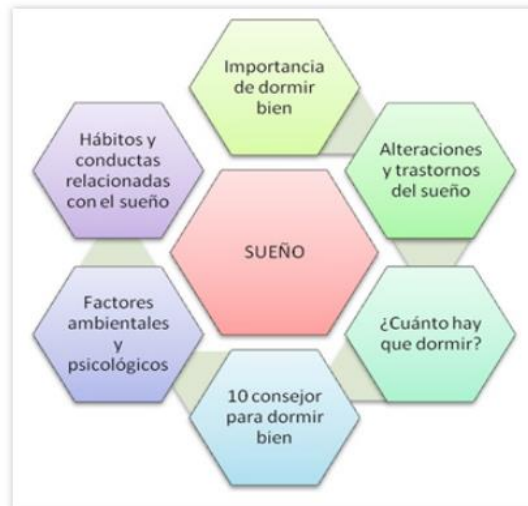 Importancia
de dormir
bien
Alteraciones
y trastornos
del sueño
¿Cuánto hay
que dormir?
10 consejor
para dormir
bien
Factores
ambientales
y
psicológicos
Hábitos y
conductas
relacionadas
con el sueño
SUEÑO